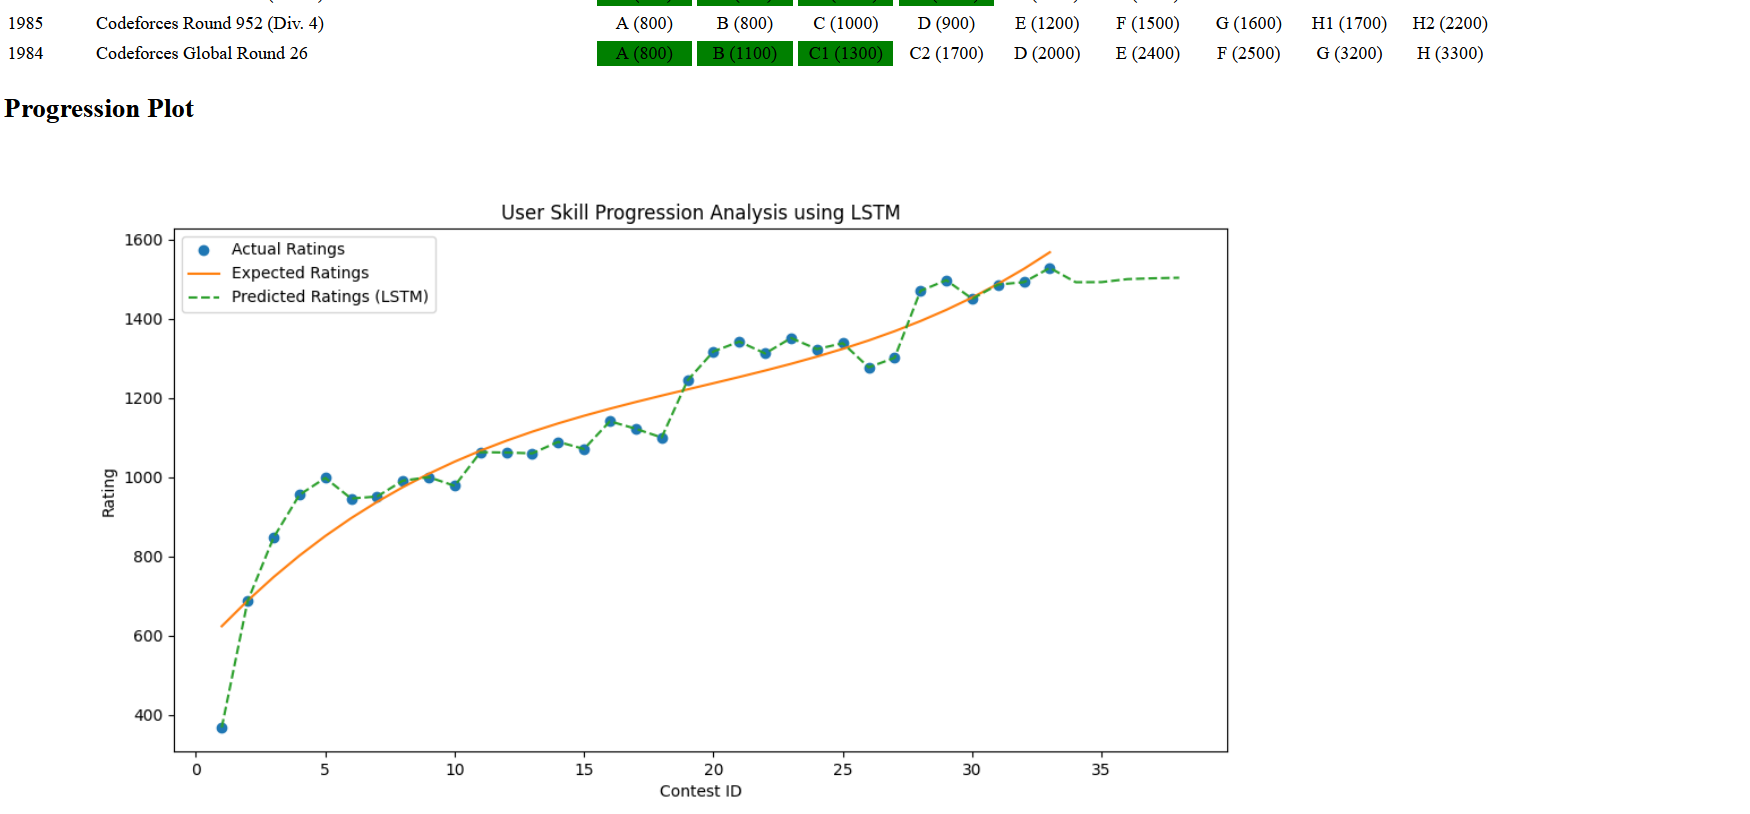 1985 Codeforces Round 952 (Div. 4) A (800) B (800) C (1000) D (900) E (1200) F (1500) G (1600) H1 (1700) H2 (2200)
1984 Codeforces Global Round 26 A (800) B (1100) C1 (1300) C2 (1700) D (2000) E (2400) F (2500) G (3200) H (3300)
Progression Plot
User Skill Progression Analysis using LSTM
Actual Ratings
Expected Ratings
Predicted Ratings (LSTM)
1600
1400
1200
1000
800
600
400
Rating
0 5 10 15 20 25 30 35
Contest ID